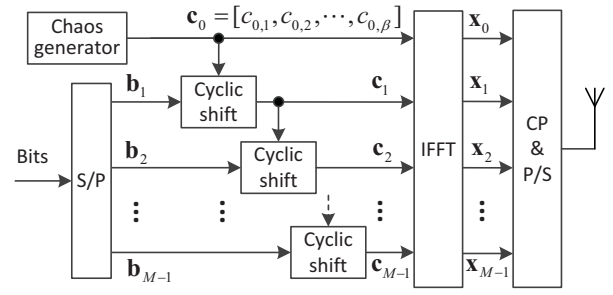 Chaos generator
𝐜₀ = [c₀,₁, c₀,₂, ⋯, c₀,β]
𝐱₀
𝐛₁
Cyclic shift
𝐜₁
𝐱₁
Bits
S/P
𝐛₂
Cyclic shift
𝐜₂
IFFT
𝐱₂
CP & P/S
⋮ ⋮ ⋮ ⋮
𝐛M−1
Cyclic shift
𝐜M−1
𝐱M−1